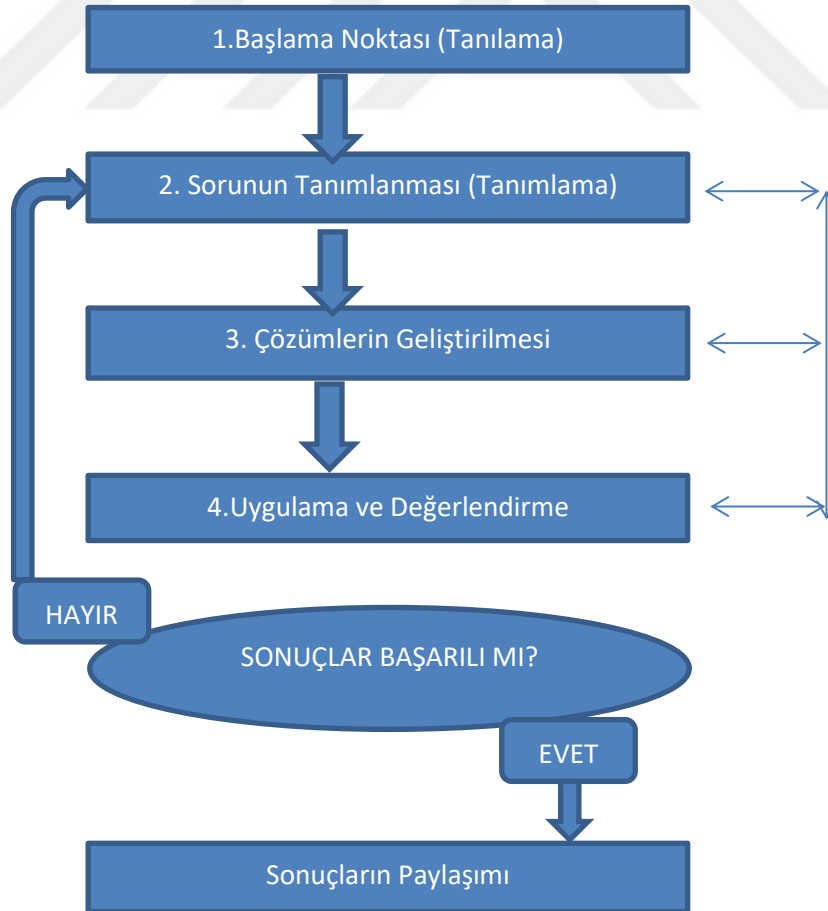 1.Başlama Noktası (Tanılama)
2. Sorunun Tanımlanması (Tanımlama)
3. Çözümlerin Geliştirilmesi
4.Uygulama ve Değerlendirme
HAYIR
SONUÇLAR BAŞARILI MI?
EVET
Sonuçların Paylaşımı